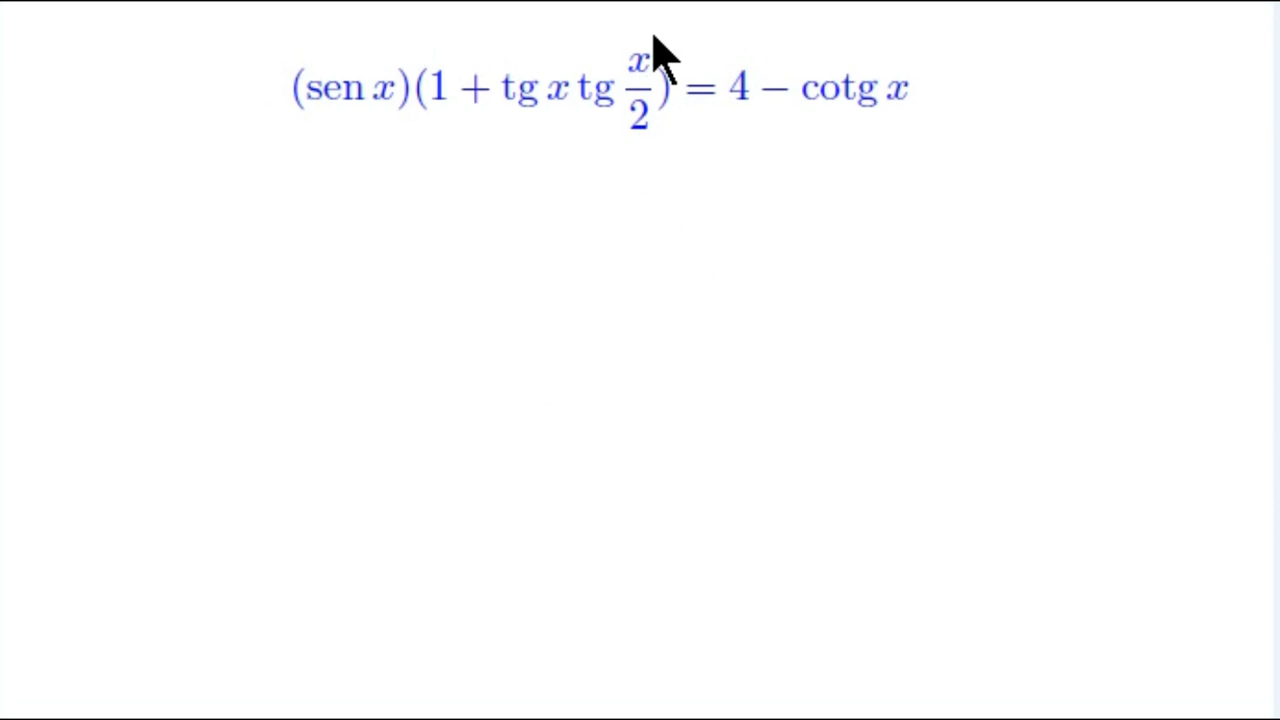 (sen x)(1 + tg x tg x/2) = 4 − cotg x